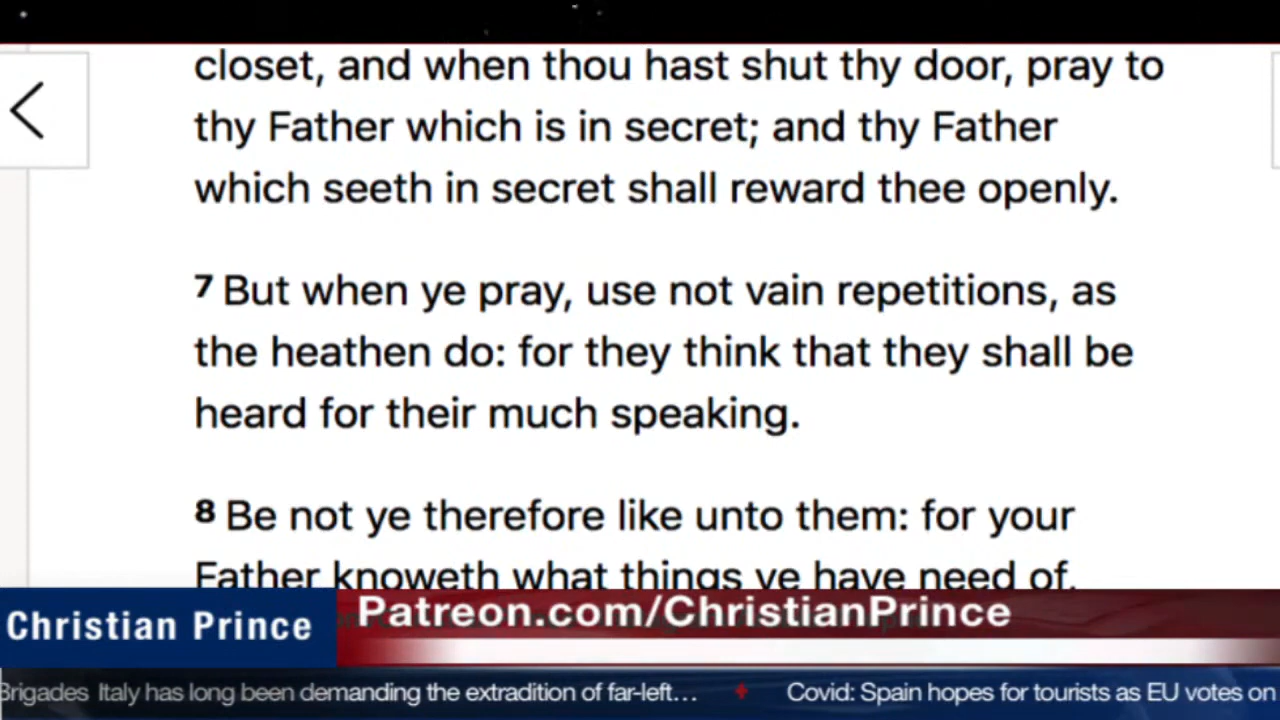 closet, and when thou hast shut thy door, pray to
thy Father which is in secret; and thy Father
which seeth in secret shall reward thee openly.
7 But when ye pray, use not vain repetitions, as
the heathen do: for they think that they shall be
heard for their much speaking.
8 Be not ye therefore like unto them: for your
Father knoweth what things ye have need of,
Christian Prince
Patreon.com/ChristianPrince
Brigades Italy has long been demanding the extradition of far-left... Covid: Spain hopes for tourists as EU votes on